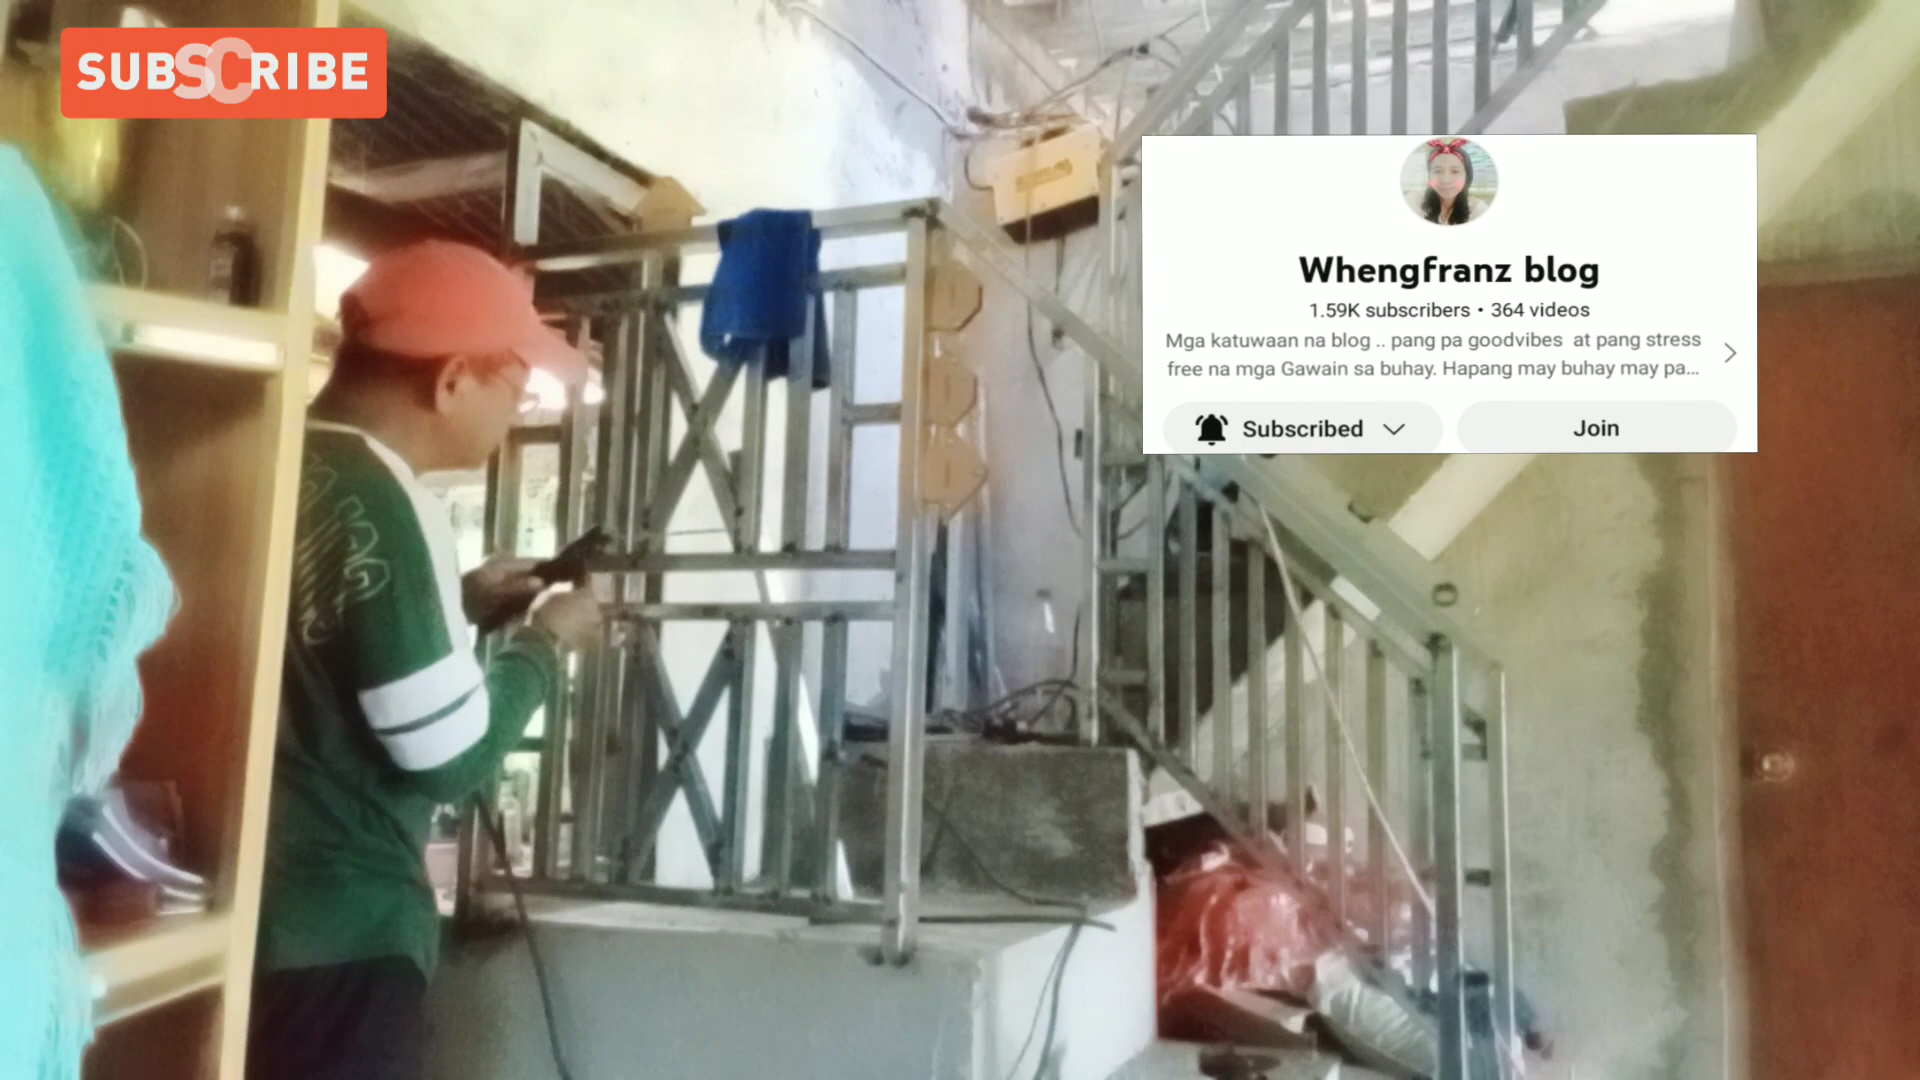 SUBSCRIBE
Whengfranz blog
1.59K subscribers • 364 videos
Mga katuwaan na blog .. pang pa goodvibes at pang stress
free na mga Gawain sa buhay. Hapang may buhay may pa...
Subscribed
Join